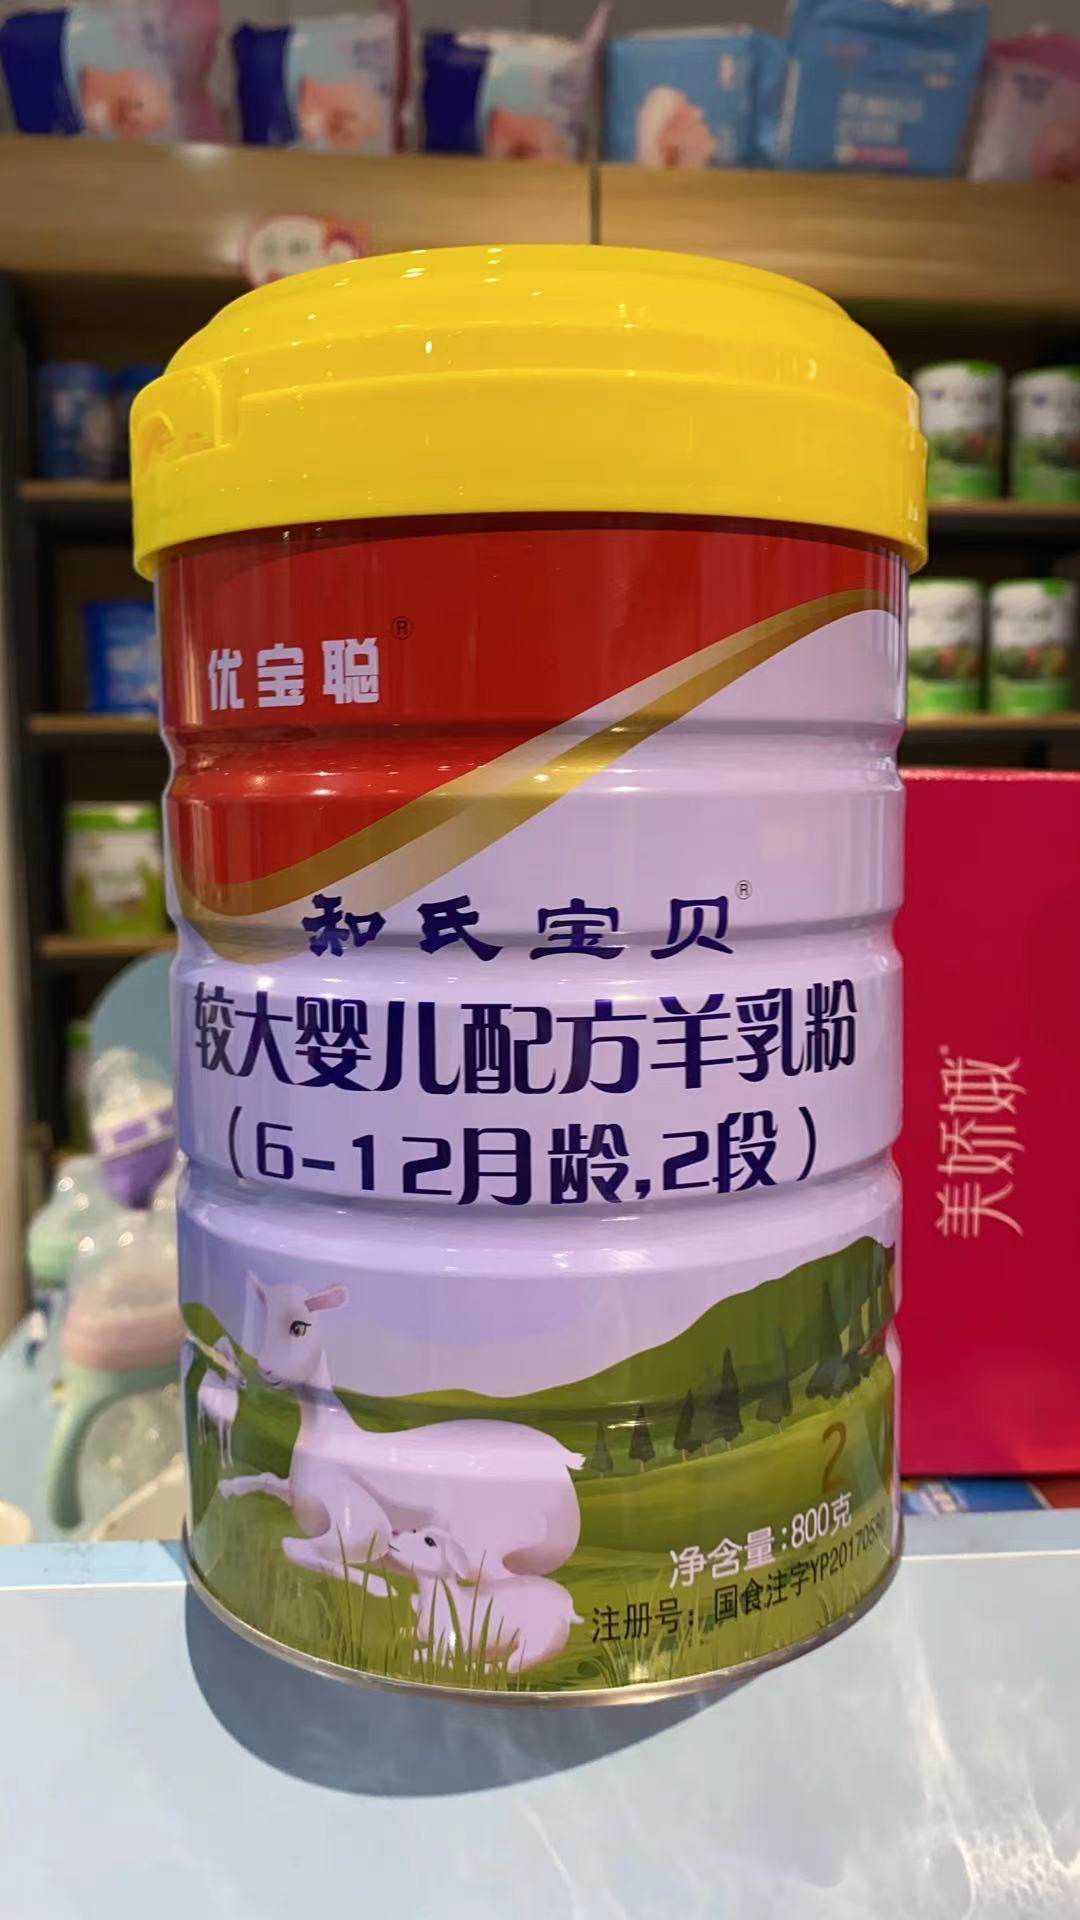 优宝聪®
和氏宝贝®
较大婴儿配方羊乳粉
(6-12月龄,2段)
2
净含量:800克
注册号:国食注字YP20170580
美娇娥